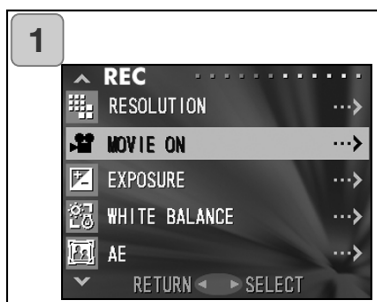 1
REC
RESOLUTION
MOVIE ON
EXPOSURE
WHITE BALANCE
AE
RETURN SELECT